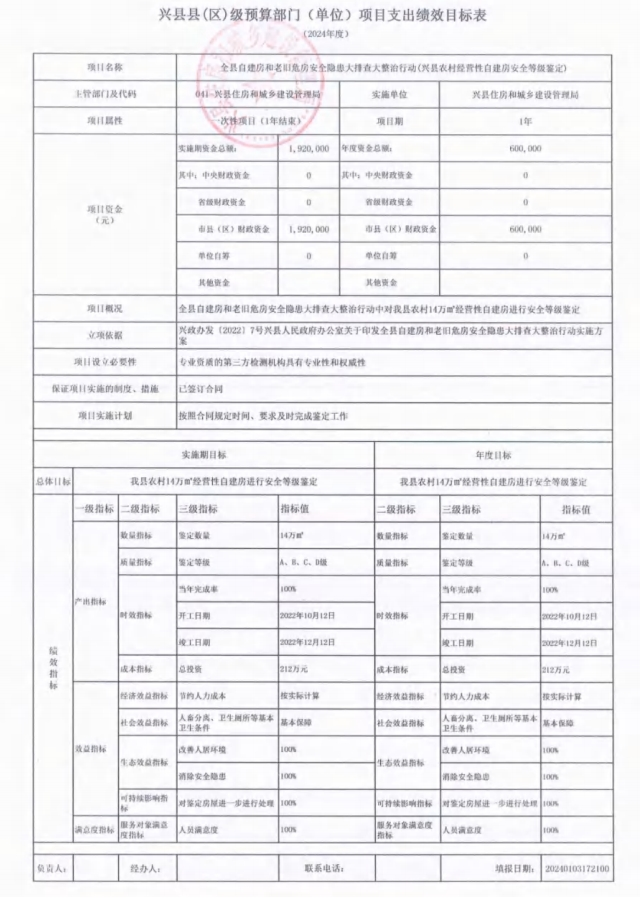 兴县县(区)级预算部门（单位）项目支出绩效目标表
(2024年度)
项目名称 全县自建房和老旧危房安全隐患大排查大整治行动(兴县农村经营性自建房安全等级鉴定)
主管部门及代码 041-兴县住房和城乡建设管理局 实施单位 兴县住房和城乡建设管理局
项目属性 一次性项目（1年结束） 项目期 1年
项目资金
（元）
实施期资金总额: 1,920,000 年度资金总额: 600,000
其中: 中央财政资金 0 其中: 中央财政资金 0
省级财政资金 0 省级财政资金 0
市县（区）财政资金 1,920,000 市县（区）财政资金 600,000
单位自筹 0 单位自筹 0
其他资金 其他资金
项目概况 全县自建房和老旧危房安全隐患大排查大整治行动中对我县农村14万㎡经营性自建房进行安全等级鉴定
立项依据 兴政办发〔2022〕7号兴县人民政府办公室关于印发全县自建房和老旧危房安全隐患大排查大整治行动实施方
案
项目设立必要性 专业资质的第三方检测机构具有专业性和权威性
保证项目实施的制度、措施 已签订合同
项目实施计划 按照合同规定时间、要求及时完成鉴定工作
实施期目标 年度目标
总体目标 我县农村14万㎡经营性自建房进行安全等级鉴定 我县农村14万㎡经营性自建房进行安全等级鉴定
绩效指标
一级指标 二级指标 三级指标 指标值 二级指标 三级指标 指标值
产出指标
数量指标 鉴定数量 14万㎡ 数量指标 鉴定数量 14万㎡
质量指标 鉴定等级 A、B、C、D级 质量指标 鉴定等级 A、B、C、D级
时效指标 当年完成率 100% 时效指标 当年完成率 100%
开工日期 2022年10月12日 开工日期 2022年10月12日
竣工日期 2022年12月12日 竣工日期 2022年12月12日
成本指标 总投资 212万元 成本指标 总投资 212万元
效益指标
经济效益指标 节约人力成本 按实际计算 经济效益指标 节约人力成本 按实际计算
社会效益指标 人畜分离、卫生厕所等基本
卫生条件 基本保障 社会效益指标 人畜分离、卫生厕所等基本
卫生条件 基本保障
生态效益指标 改善人居环境 100% 生态效益指标 改善人居环境 100%
消除安全隐患 100% 消除安全隐患 100%
可持续影响指
标 对鉴定房屋进一步进行处理 100% 可持续影响指标 对鉴定房屋进一步进行处理 100%
满意度指标 服务对象满意
度指标 人员满意度 100% 服务对象满意度
指标 人员满意度 100%
负责人: 经办人: 联系电话: 填报日期: 20240103172100